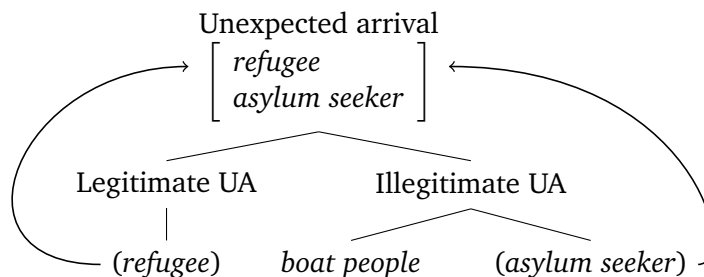 Unexpected arrival
refugee
asylum seeker
Legitimate UA Illegitimate UA
(refugee) boat people (asylum seeker)